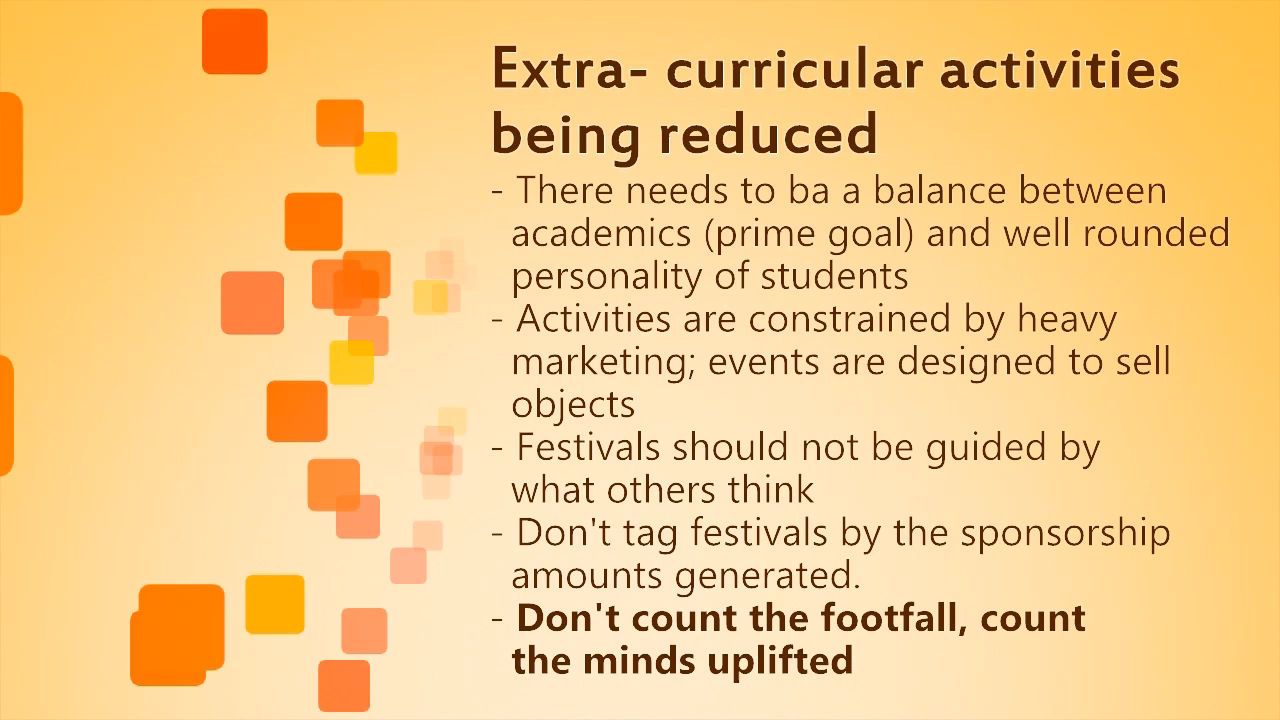 Extra- curricular activities
being reduced
- There needs to ba a balance between
academics (prime goal) and well rounded
personality of students
- Activities are constrained by heavy
marketing; events are designed to sell
objects
- Festivals should not be guided by
what others think
- Don't tag festivals by the sponsorship
amounts generated.
- Don't count the footfall, count
the minds uplifted